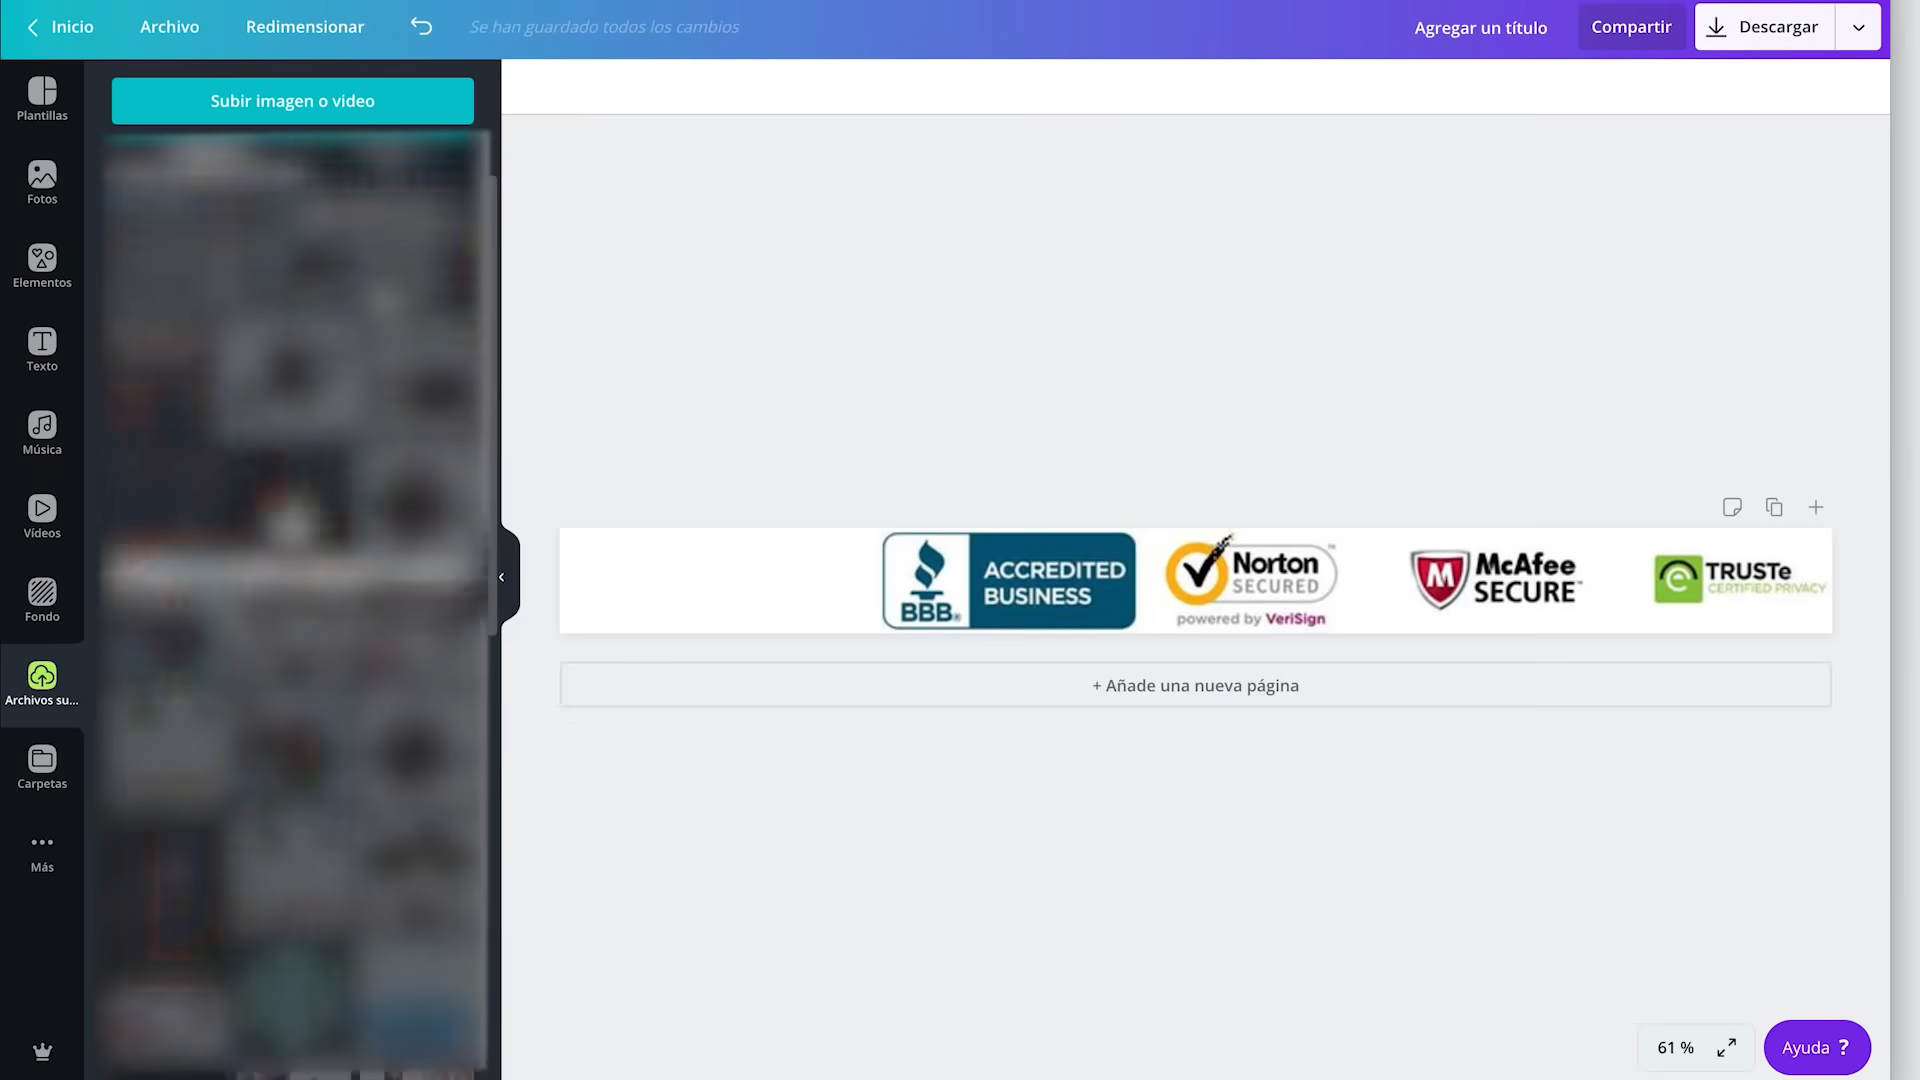 Inicio
Archivo
Redimensionar
Se han guardado todos los cambios
Agregar un título
Compartir
Descargar
Subir imagen o video
Plantillas
Fotos
Elementos
Texto
Música
Vídeos
Fondo
Archivos su...
Carpetas
Más
BBB®
ACCREDITED
BUSINESS
Norton™
SECURED
powered by VeriSign
McAfee
SECURE™
TRUSTe
CERTIFIED PRIVACY
+ Añade una nueva página
61 %
Ayuda ?